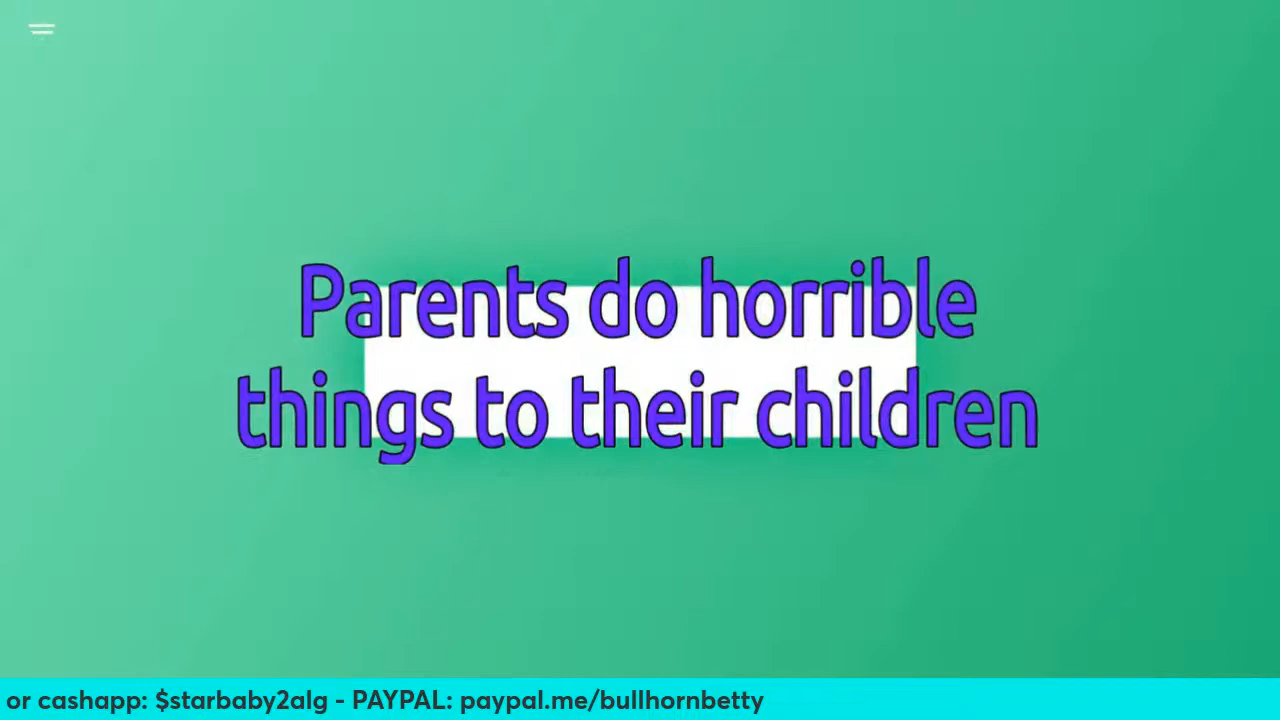 Parents do horrible
things to their children
or cashapp: $starbaby2alg - PAYPAL: paypal.me/bullhornbetty